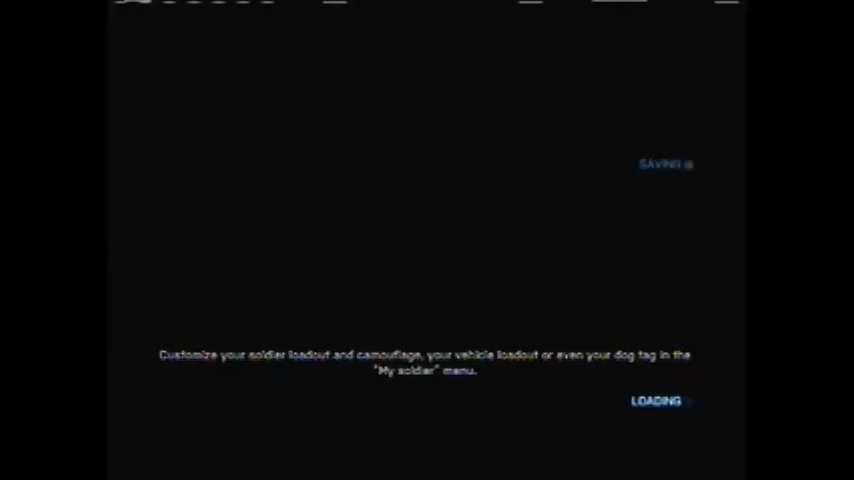 SAVING
Customize your soldier loadout and camouflage, your vehicle loadout or even your dog tag in the
"My soldier" menu.
LOADING